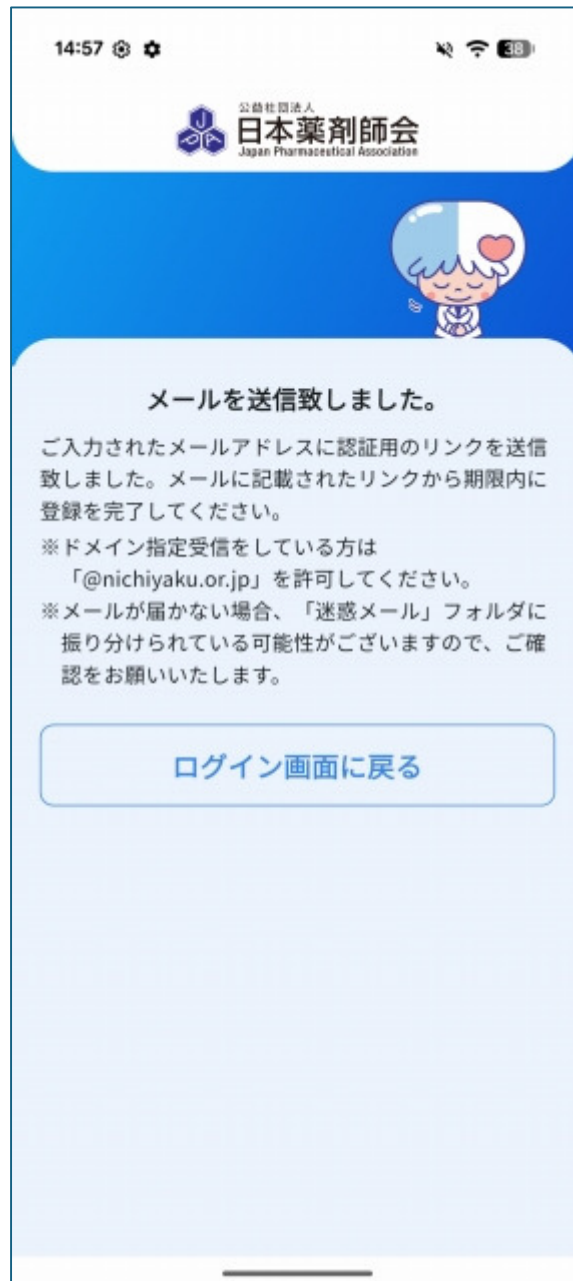 14:57
38
公益社団法人
日本薬剤師会
Japan Pharmaceutical Association
メールを送信致しました。
ご入力されたメールアドレスに認証用のリンクを送信
致しました。メールに記載されたリンクから期限内に
登録を完了してください。
※ドメイン指定受信をしている方は
「@nichiyaku.or.jp」を許可してください。
※メールが届かない場合、「迷惑メール」フォルダに
振り分けられている可能性がございますので、ご確
認をお願いいたします。
ログイン画面に戻る